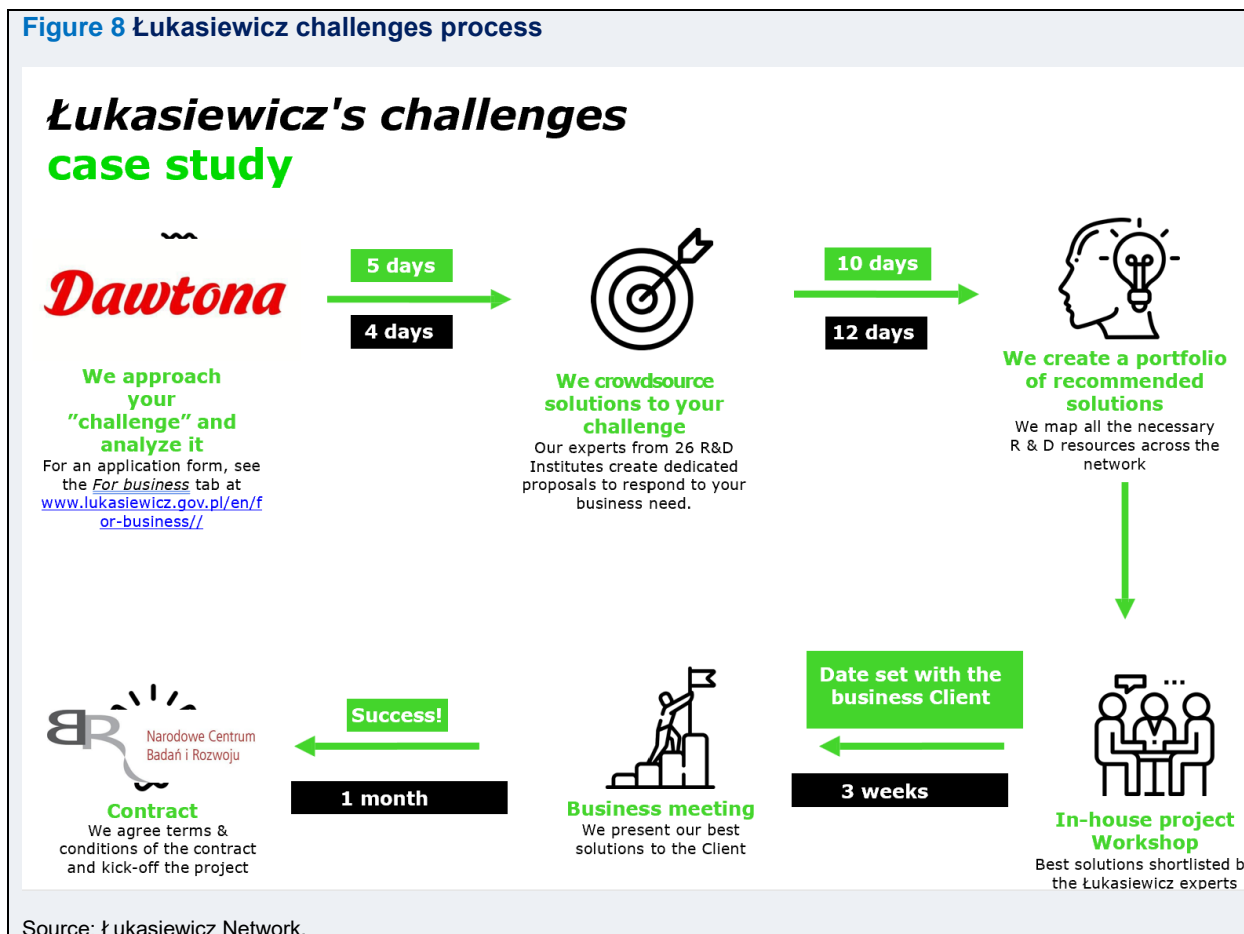 Figure 8 Łukasiewicz challenges process
Łukasiewicz's challenges
case study
Dawtona
5 days
4 days
10 days
12 days
We approach
your
”challenge” and
analyze it
For an application form, see
the For business tab at
www.lukasiewicz.gov.pl/en/f
or-business//
We crowdsource
solutions to your
challenge
Our experts from 26 R&D
Institutes create dedicated
proposals to respond to your
business need.
We create a portfolio
of recommended
solutions
We map all the necessary
R & D resources across the
network
BR Narodowe Centrum
Badań i Rozwoju
Contract
We agree terms &
conditions of the contract
and kick-off the project
Success!
1 month
Business meeting
We present our best
solutions to the Client
Date set with the
business Client
3 weeks
...
In-house project
Workshop
Best solutions shortlisted b
the Łukasiewicz experts
Source: Łukasiewicz Network.